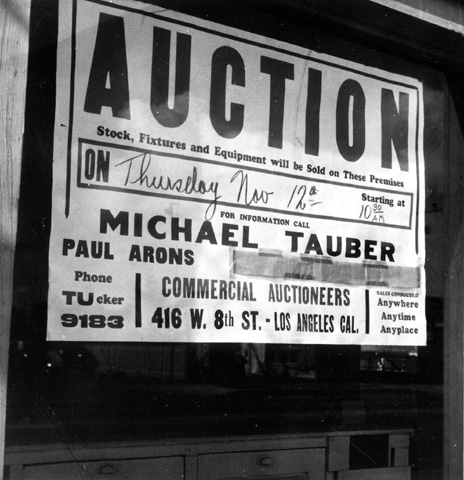 AUCTION
Stock, Fixtures and Equipment will be Sold on These Premises
ON Thursday Nov 12th Starting at 10 30 A.M.
FOR INFORMATION CALL
MICHAEL TAUBER
PAUL ARONS
Phone
TUcker
9183
COMMERCIAL AUCTIONEERS
416 W. 8th ST. - LOS ANGELES CAL.
SALES CONDUCTED
Anywhere
Anytime
Anyplace